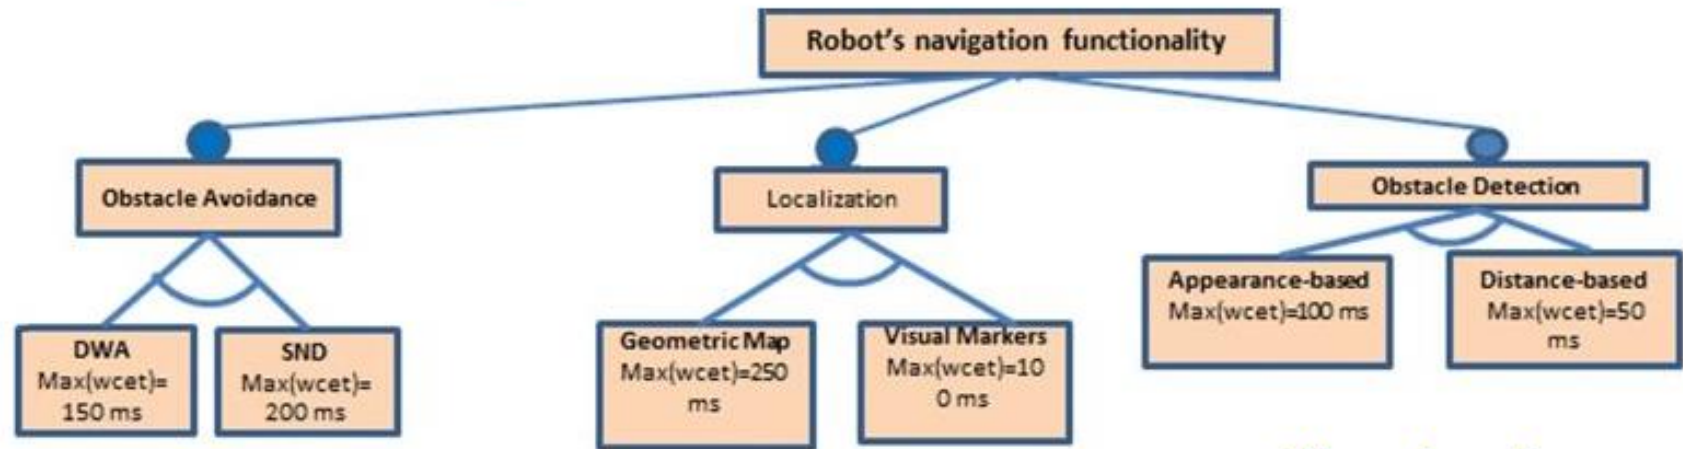 Robot's navigation functionality
Obstacle Avoidance
Localization
Obstacle Detection
DWA
Max(wcet)=
150 ms
SND
Max(wcet)=
200 ms
Geometric Map
Max(wcet)=250
ms
Visual Markers
Max(wcet)=10
0 ms
Appearance-based
Max(wcet)=100 ms
Distance-based
Max(wcet)=50
ms